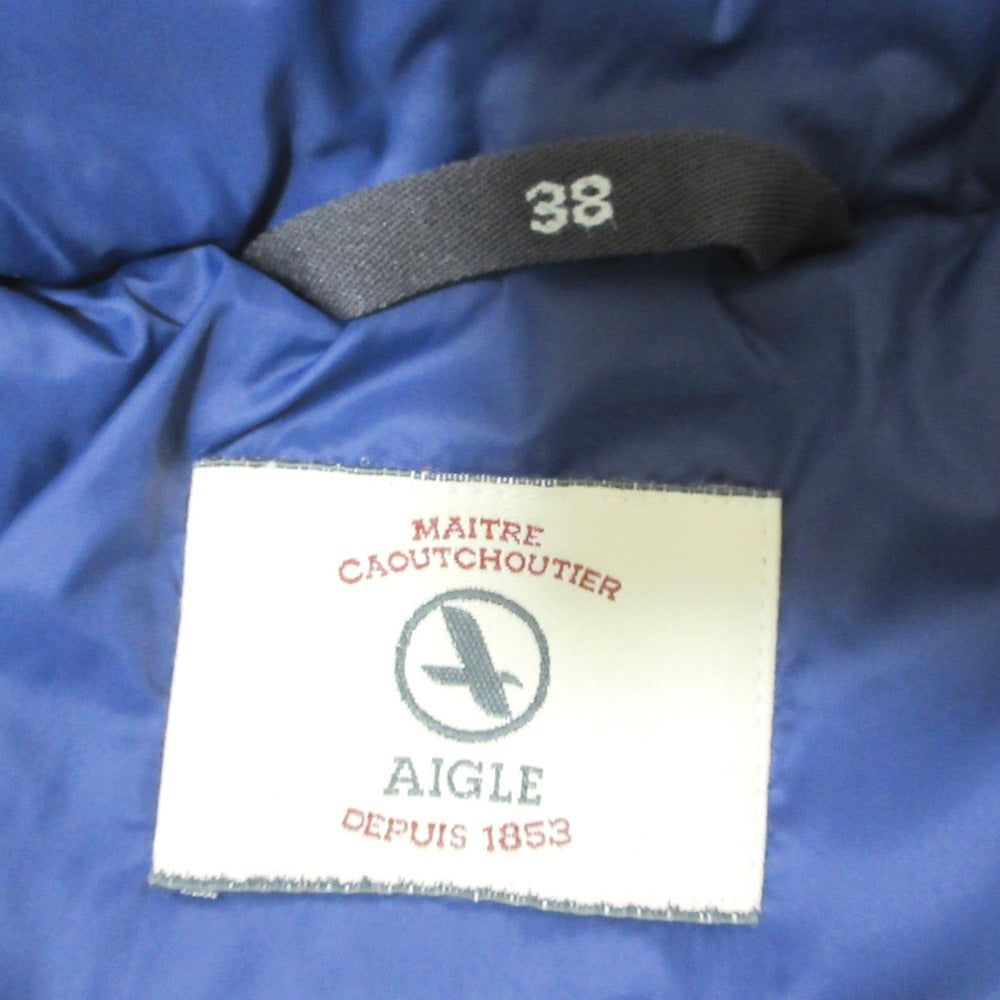 38
MAITRE
CAOUTCHOUTIER
AIGLE
DEPUIS 1853